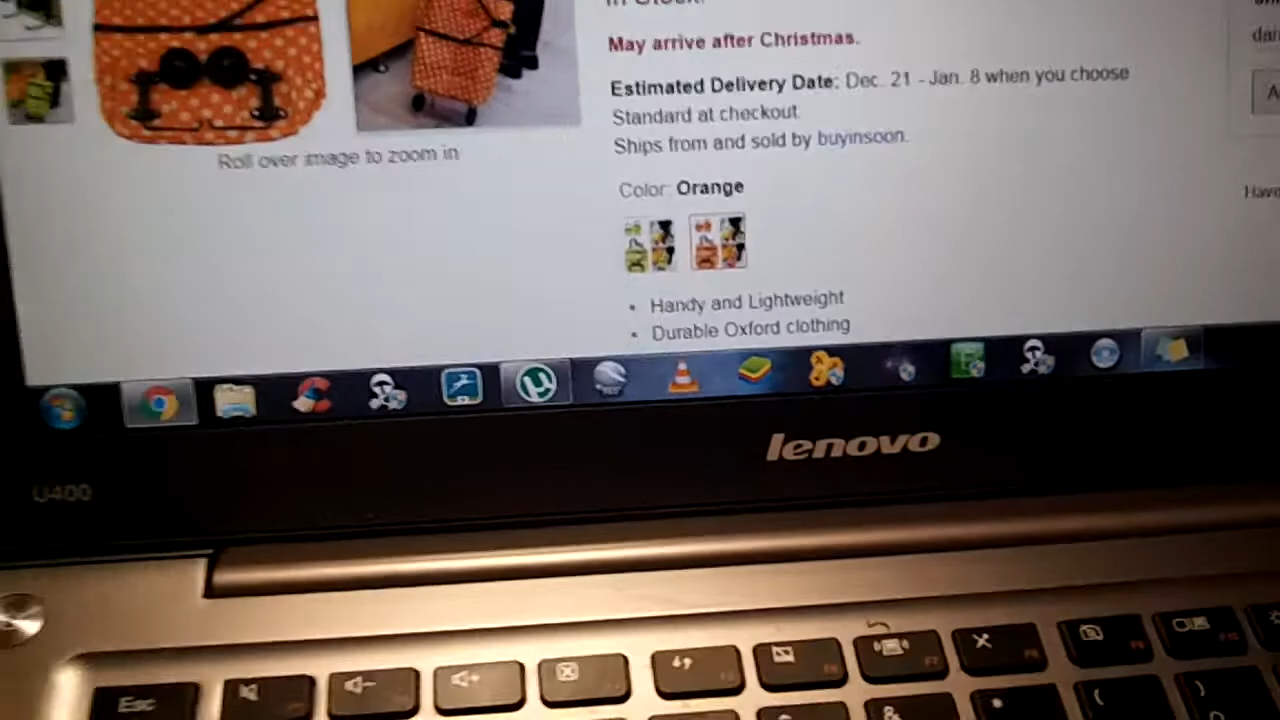 May arrive after Christmas.
Estimated Delivery Date: Dec. 21 - Jan. 8 when you choose
Standard at checkout.
Ships from and sold by buyinsoon.
Roll over image to zoom in
Color: Orange
Handy and Lightweight
Durable Oxford clothing
lenovo
U400
Esc
F7